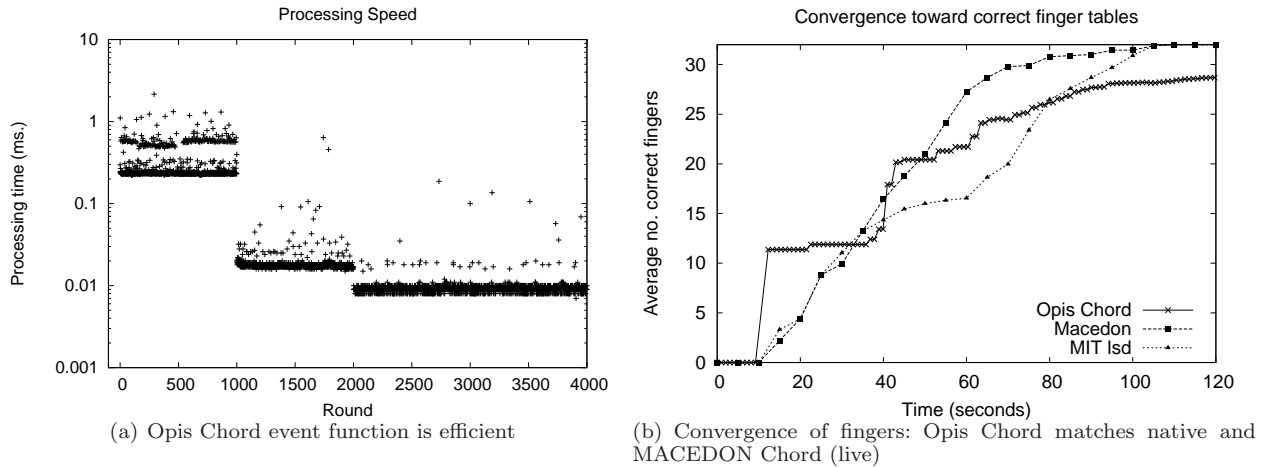 Processing Speed
10
1
0.1
0.01
0.001
Processing time (ms.)
0 500 1000 1500 2000 2500 3000 3500 4000
Round
(a) Opis Chord event function is efficient
Convergence toward correct finger tables
30
25
20
15
10
5
0
Average no. correct fingers
Opis Chord
Macedon
MIT lsd
0 20 40 60 80 100 120
Time (seconds)
(b) Convergence of fingers: Opis Chord matches native and
MACEDON Chord (live)